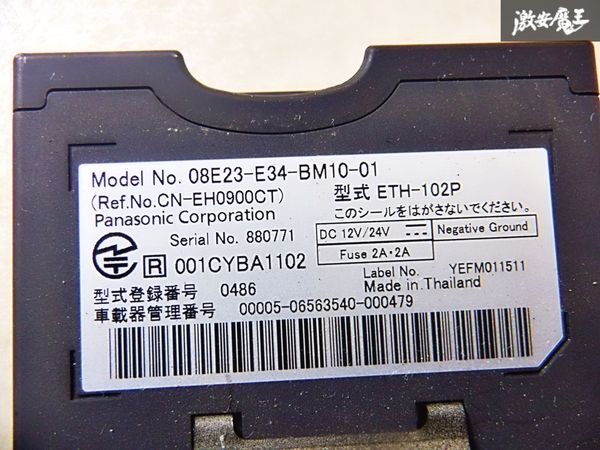 激安魔王
Model No. 08E23-E34-BM10-01
(Ref.No.CN-EH0900CT)
型式 ETH-102P
Panasonic Corporation
このシールをはがさないでください。
Serial No. 880771
DC 12V/24V
Negative Ground
Fuse 2A・2A
R 001CYBA1102
Label No. YEFM011511
Made in Thailand
型式登録番号 0486
車載器管理番号 00005-06563540-000479